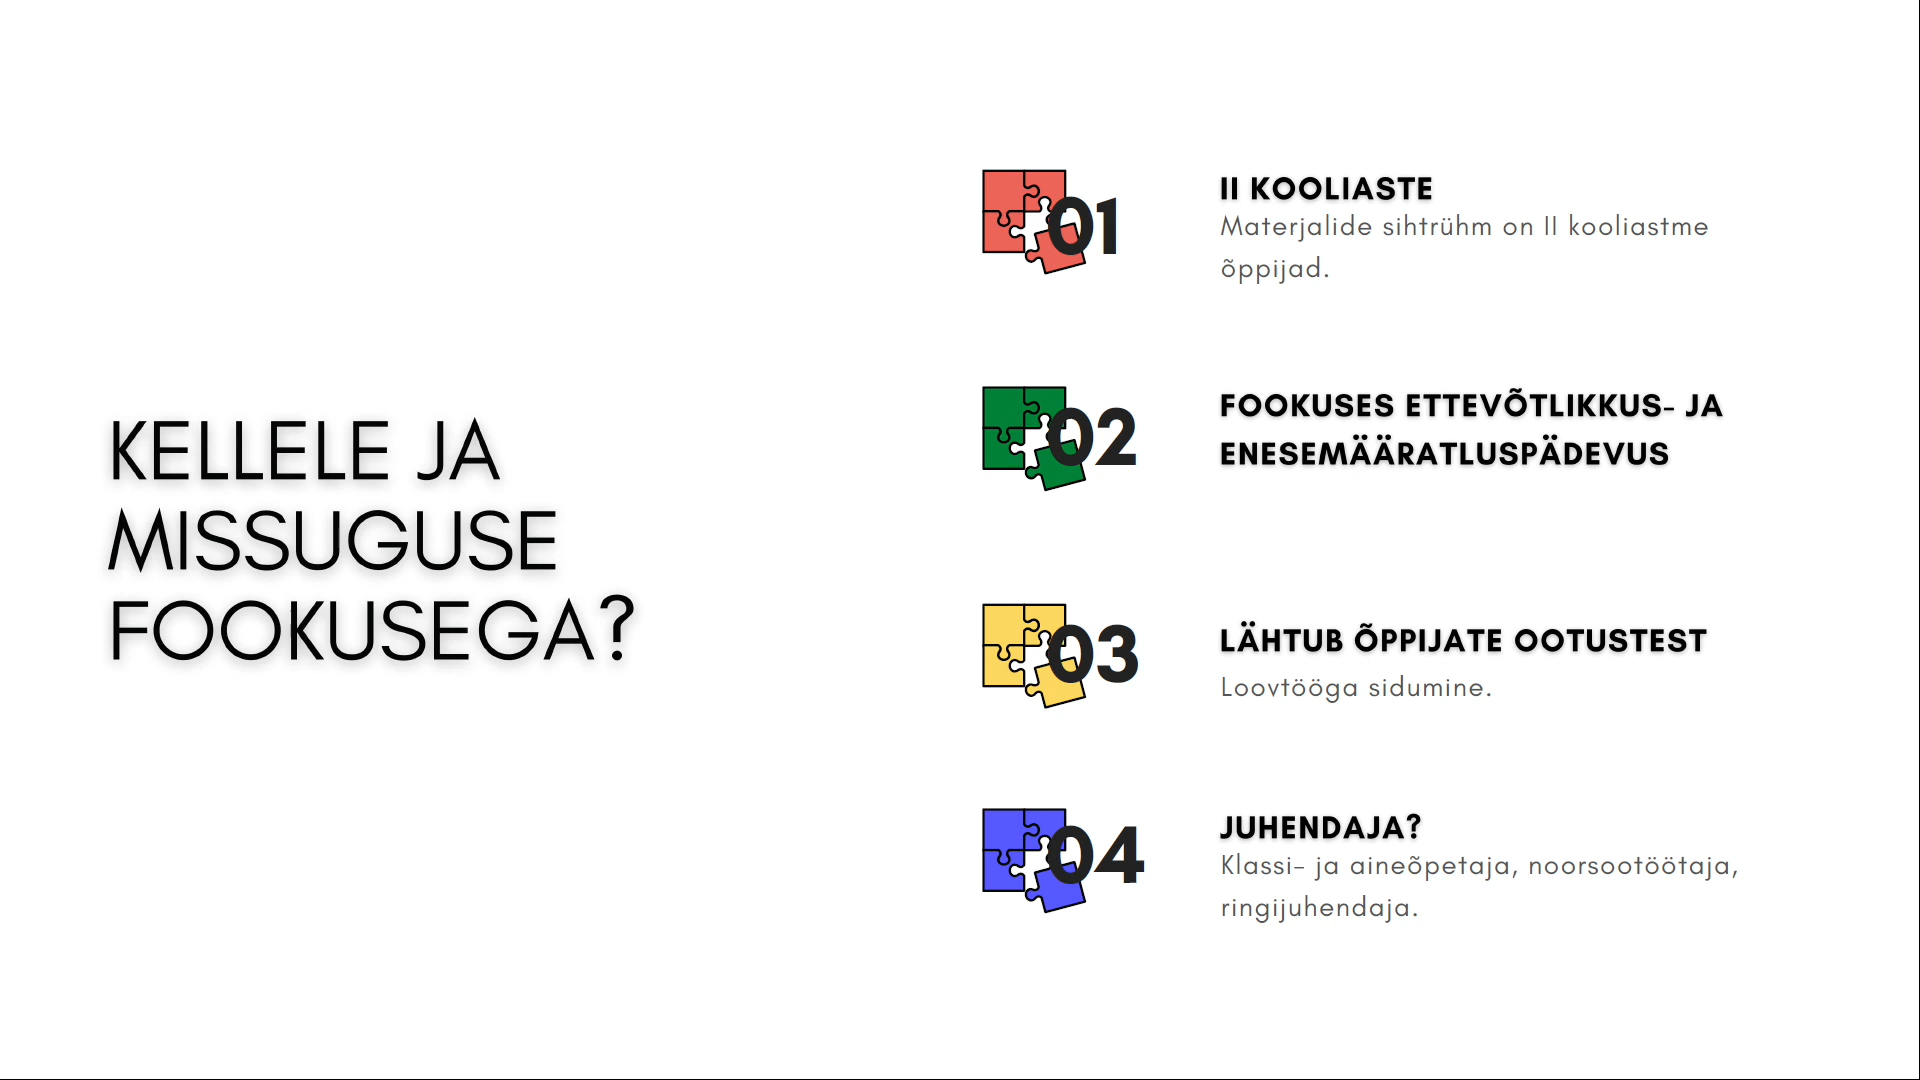 KELLELE JA
MISSUGUSE
FOOKUSEGA?
01
II KOOLIASTE
Materjalide sihtrühm on II kooliastme
õppijad.
02
FOOKUSES ETTEVÕTLIKKUS- JA
ENESEMÄÄRATLUSPÄDEVUS
03
LÄHTUB ÕPPIJATE OOTUSTEST
Loovtööga sidumine.
04
JUHENDAJA?
Klassi- ja aineõpetaja, noorsootöötaja,
ringijuhendaja.